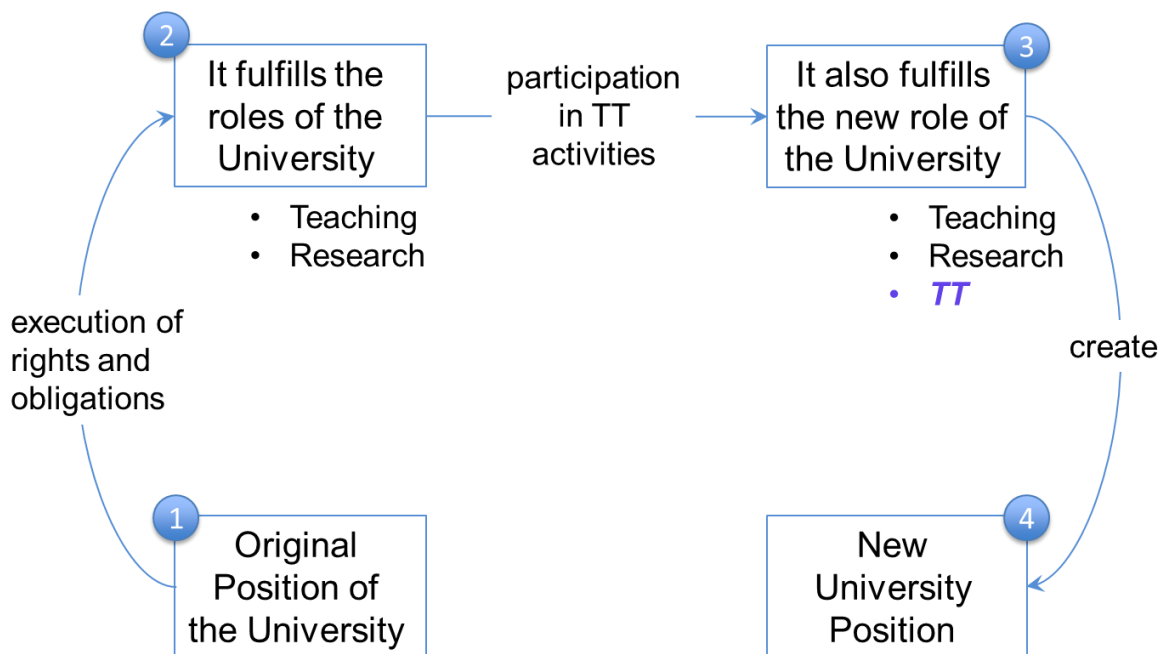 2
It fulfills the
roles of the
University
• Teaching
• Research
participation
in TT
activities
3
It also fulfills
the new role of
the University
• Teaching
• Research
• TT
execution of
rights and
obligations
create
1
Original
Position of
the University
4
New
University
Position